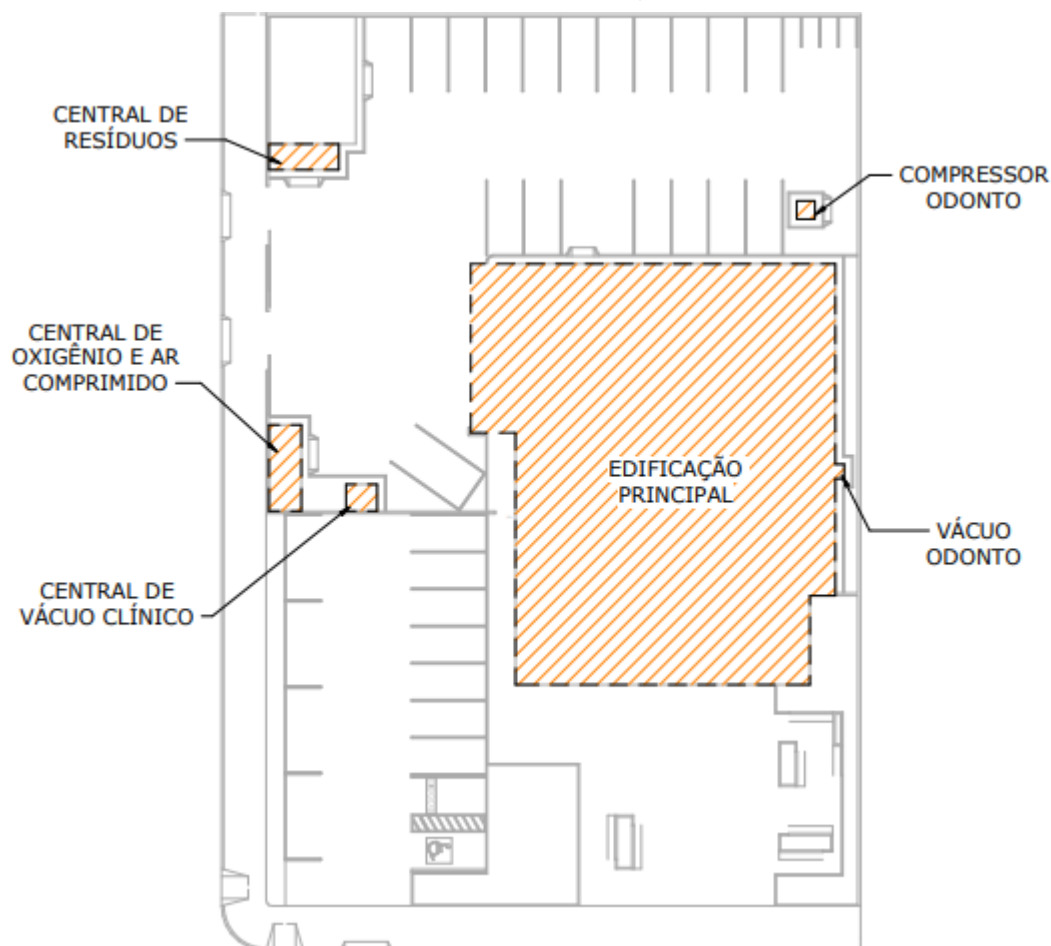 CENTRAL DE
RESÍDUOS
COMPRESSOR
ODONTO
CENTRAL DE
OXIGÊNIO E AR
COMPRIMIDO
EDIFICAÇÃO
PRINCIPAL
VÁCUO
ODONTO
CENTRAL DE
VÁCUO CLÍNICO